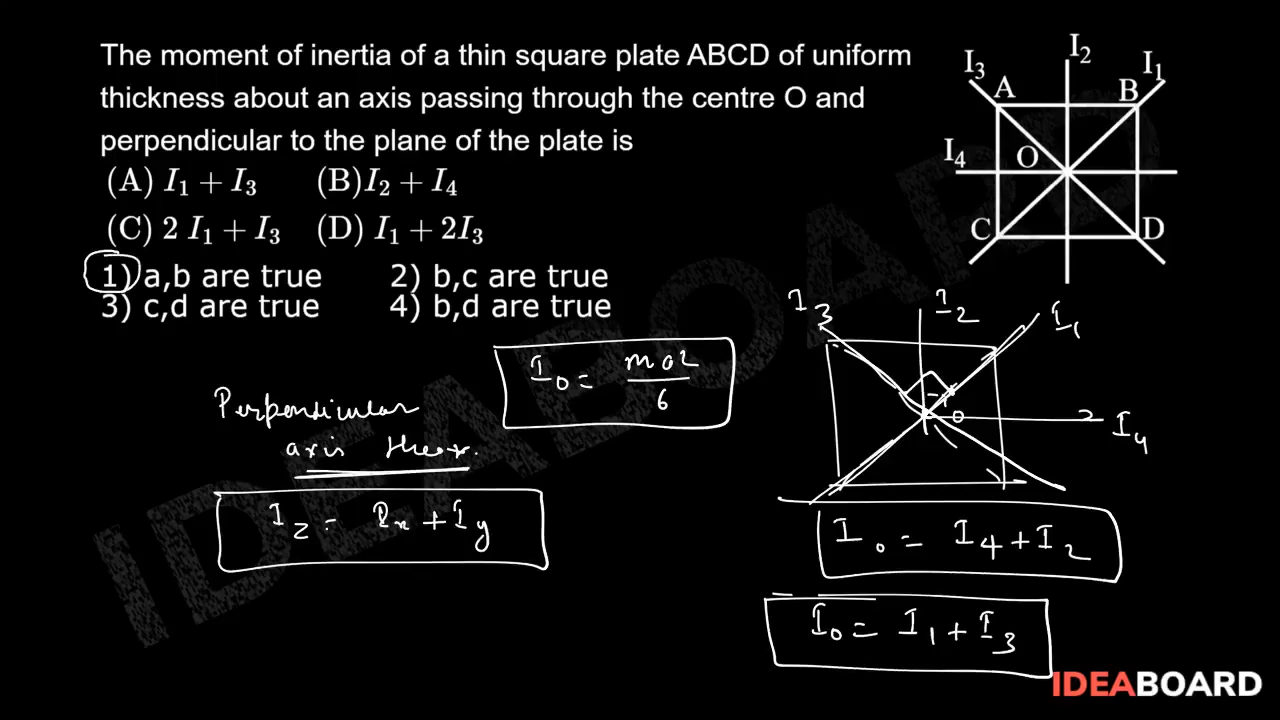 The moment of inertia of a thin square plate ABCD of uniform
thickness about an axis passing through the centre O and
perpendicular to the plane of the plate is
(A) I₁ + I₃ (B) I₂ + I₄
(C) 2 I₁ + I₃ (D) I₁ + 2I₃
1) a,b are true 2) b,c are true
3) c,d are true 4) b,d are true
I₂
I₃ I₁
A B
I₄ O
C D
I₃ I₂ I₁
O I₄
I₀ = ma²/6
Perpendicular
axis theor.
I_z = I_x + I_y
I₀ = I₄ + I₂
I₀ = I₁ + I₃
IDEABOARD
IDEABOARD